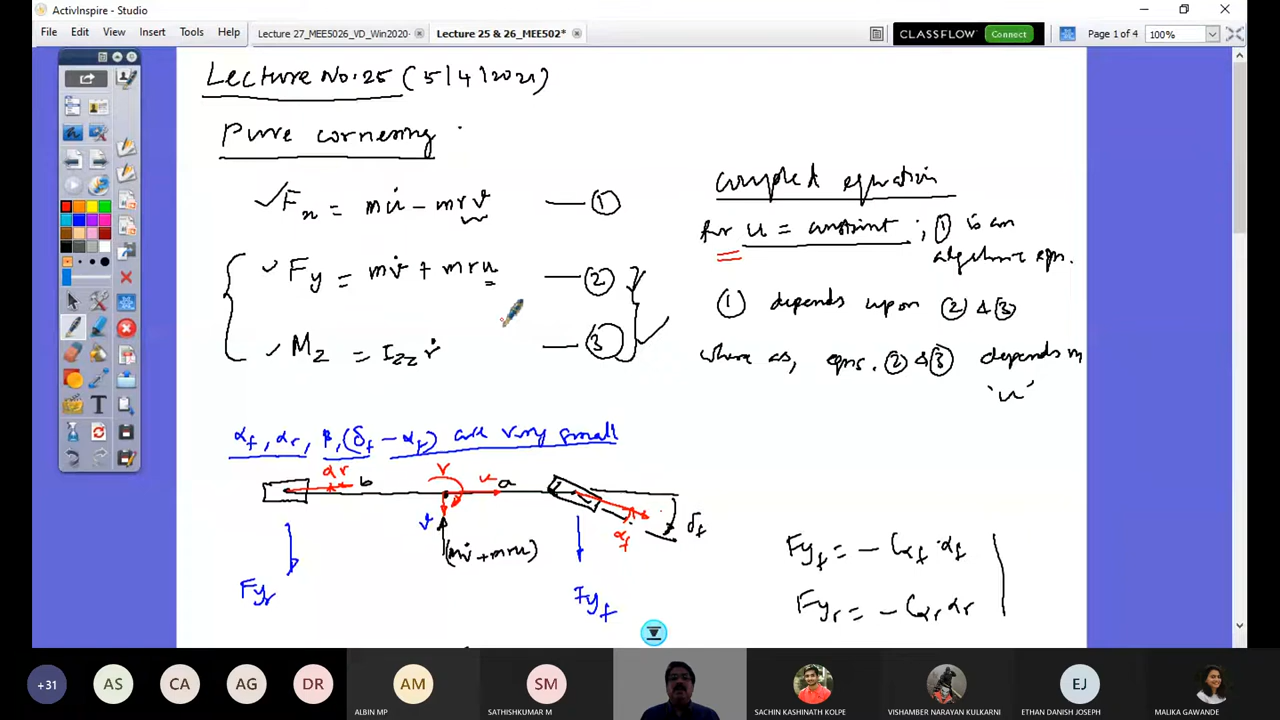 ActivInspire - Studio
File Edit View Insert Tools Help
Lecture 27_MEE5026_VD_Win2020-
Lecture 25 & 26_MEE502*
CLASSFLOW Connect
Page 1 of 4
100%
Lecture No: 25 (5/4/2021)
Pure cornering
Fx = mu̇ - mrv — ①
Fy = mv̇ + mru — ②
Mz = Izz ṙ — ③
coupled equation
for u = constant ; ① is an
algebraic eqn.
① depends upon ② & ③
where as, eqns. ② & ③ depends on
'u'
αf, αr, β, (δf - αf) are very small
αr
b
r
u
a
v
(mv̇ + mru)
αf
δf
Fyr
Fyf
Fyf = - Cαf · αf
Fyr = - Cαr αr
+31
AS
CA
AG
DR
AM
ALBIN MP
SM
SATHISHKUMAR M
SACHIN KASHINATH KOLPE
VISHAMBER NARAYAN KULKARNI
EJ
ETHAN DANISH JOSEPH
MALIKA GAWANDE